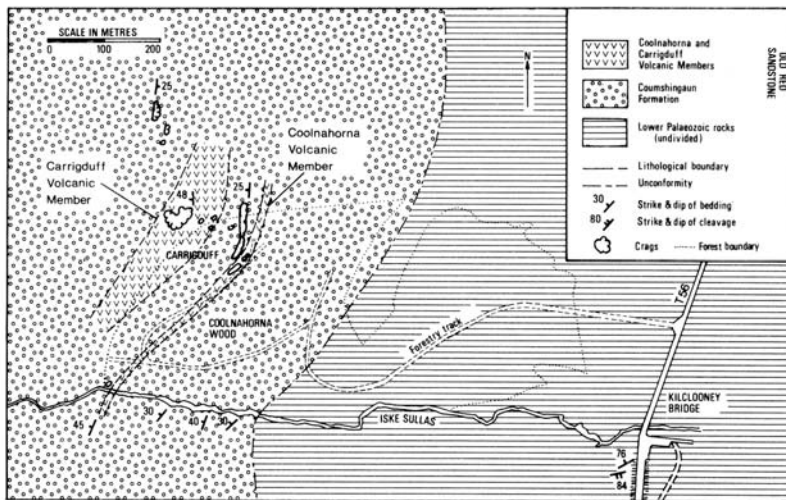 SCALE IN METRES
0 100 200
25
Coolnahorna
Volcanic
Member
Carrigduff
Volcanic
Member
48
25
CARRIGDUFF
COOLNAHORNA
WOOD
Forestry track
T56
KILCLOONEY
BRIDGE
ISKE SULLAS
45
30
40
30
76
84
N
Coolnahorna and
Carrigduff
Volcanic Members
Coumshingaun
Formation
OLD RED
SANDSTONE
Lower Palaeozoic rocks
(undivided)
Lithological boundary
Unconformity
30 Strike & dip of bedding
80 Strike & dip of cleavage
Crags
Forest boundary